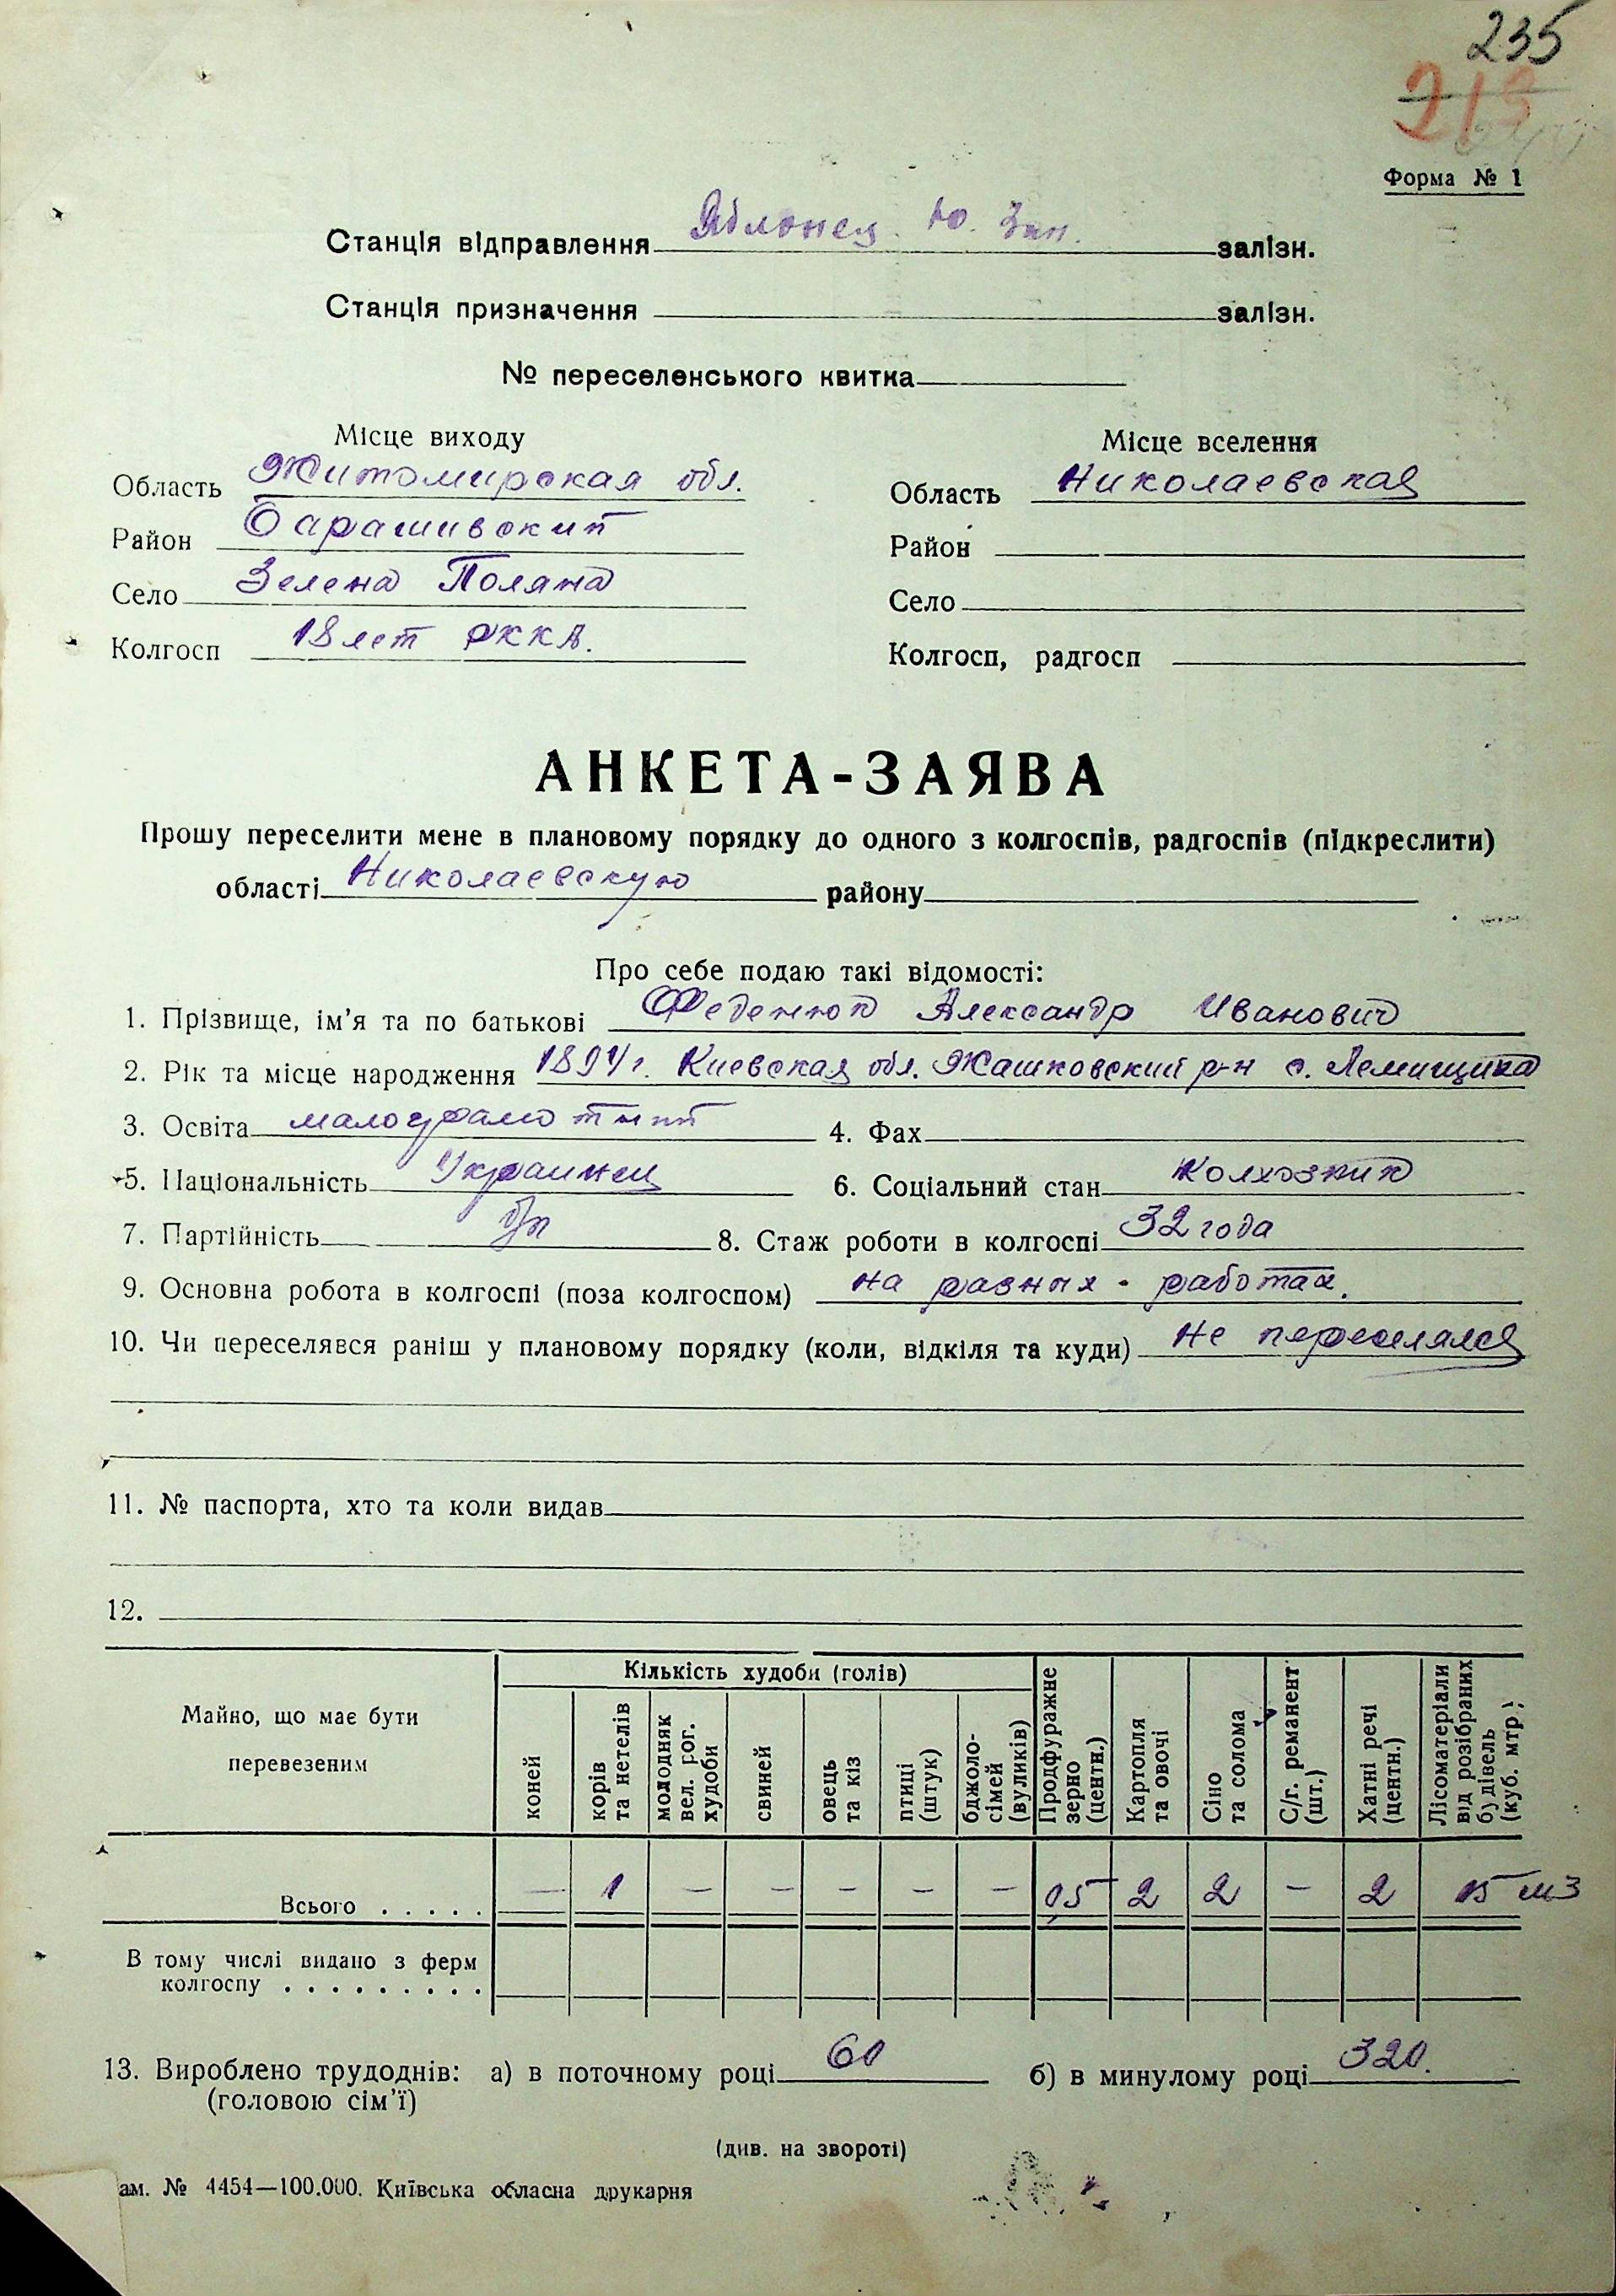 235
213
Форма № 1
Станція відправлення Яблонец Ю. Зап. залізн.
Станція призначення залізн.
№ переселенського квитка
Місце виходу
Місце вселення
Область Житомирская обл.
Область Николаевская
Район Барашивский
Район
Село Зелена Поляна
Село
Колгосп 18 лет РККА.
Колгосп, радгосп
АНКЕТА-ЗАЯВА
Прошу переселити мене в плановому порядку до одного з колгоспів, радгоспів (підкреслити)
області Николаевскую району
Про себе подаю такі відомості:
1. Прізвище, ім'я та по батькові Феденюк Александр Иванович
2. Рік та місце народження г. Киевская обл. Жашковский р-н с. Лемищика
3. Освіта малограмотный 4. Фах
5. Національність Украинец 6. Соціальний стан колхозник
7. Партійність б/п 8. Стаж роботи в колгоспі 32 года
9. Основна робота в колгоспі (поза колгоспом) на разных работах.
10. Чи переселявся раніш у плановому порядку (коли, відкіля та куди) не переселялся
11. № паспорта, хто та коли видав
12.
Майно, що має бути перевезеним
Кількість худоби (голів)
коней
корів та нетелів
молодняк вел. рог. худоби
свиней
овець та кіз
птиці (штук)
бджоло-сімей (вуликів)
Продфуражне зерно (центн.)
Картопля та овочі
Сіно та солома
С/г. реманент (шт.)
Хатні речі (центн.)
Лісоматеріали від розібраних будівель (куб. мтр)
Всього . . . . . — 1 — — — — — 0,5 2 2 — 2 15 м3
В тому числі видано з ферм
колгоспу . . . . . . . . .
13. Вироблено трудоднів: а) в поточному році 60 б) в минулому році 320.
(головою сім'ї)
(див. на звороті)
ам. № 4454—100.000. Київська обласна друкарня